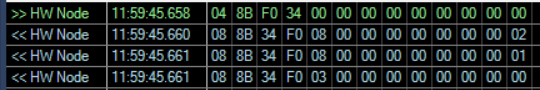 >> HW Node 11:59:45.658 04 8B F0 34 00 00 00 00 00 00 00 00 00
<< HW Node 11:59:45.660 08 8B 34 F0 08 00 00 00 00 00 00 00 02
<< HW Node 11:59:45.661 08 8B 34 F0 08 00 00 00 00 00 00 00 01
<< HW Node 11:59:45.661 08 8B 34 F0 03 00 00 00 00 00 00 00 00